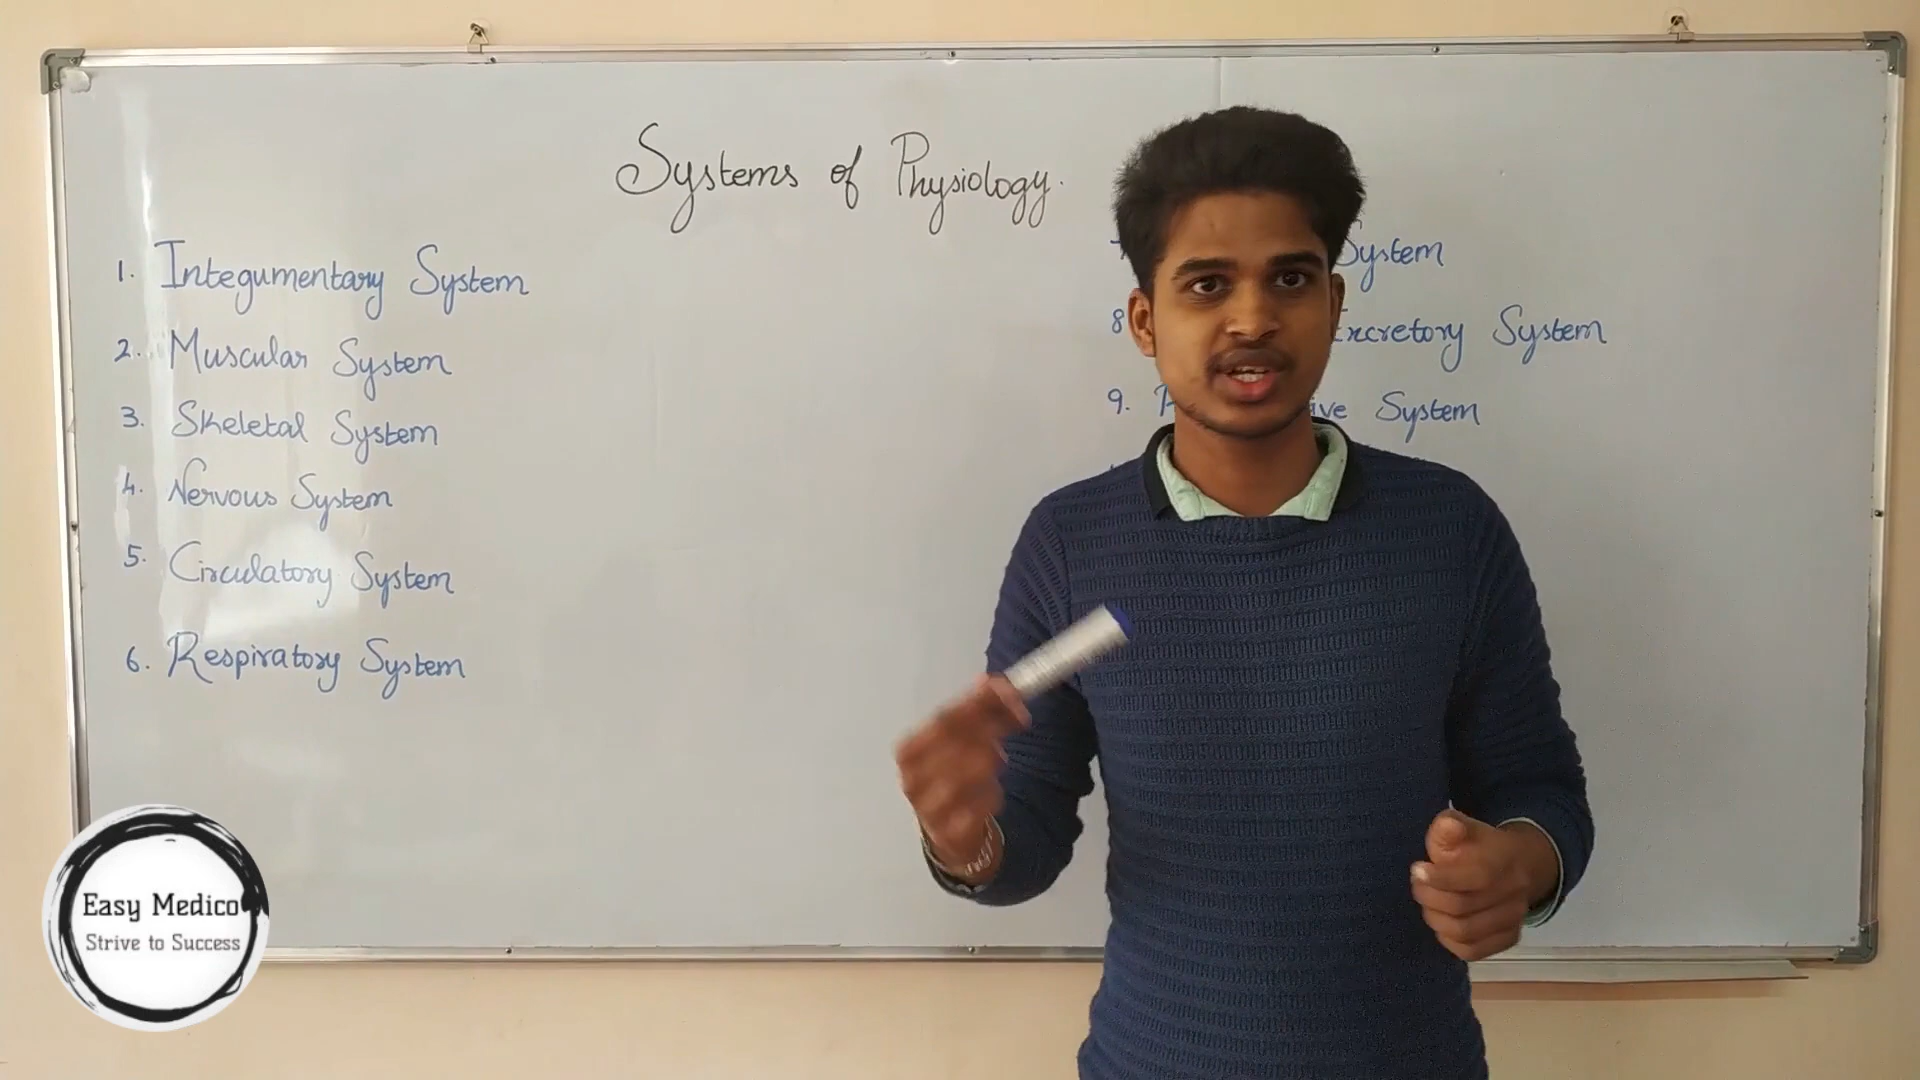 Systems of Physiology.
1. Integumentary System
2. Muscular System
3. Skeletal System
4. Nervous System
5. Circulatory System
6. Respiratory System
System
8 Excretory System
9. System
Easy Medico
Strive to Success